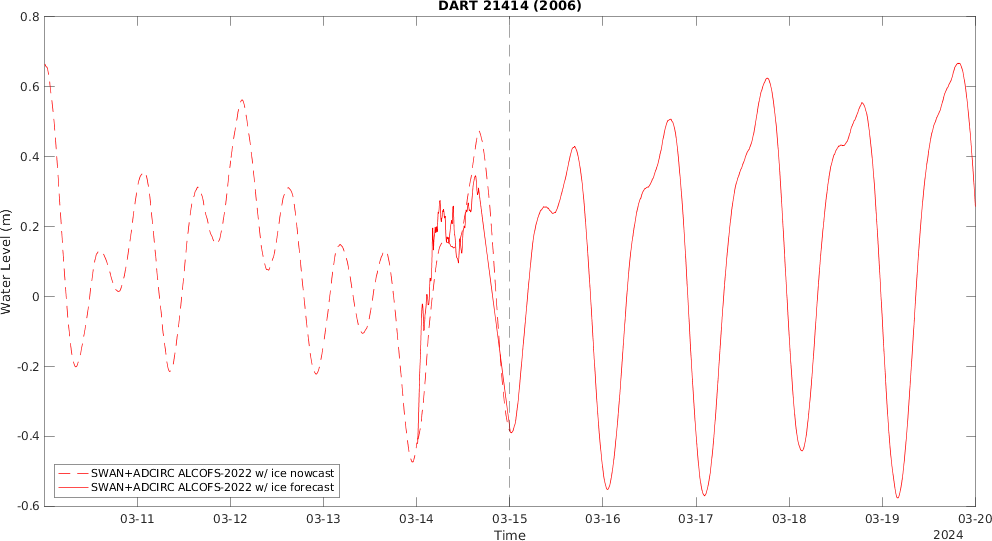 DART 21414 (2006)
0.8
0.6
0.4
0.2
0
-0.2
-0.4
-0.6
Water Level (m)
SWAN+ADCIRC ALCOFS-2022 w/ ice nowcast
SWAN+ADCIRC ALCOFS-2022 w/ ice forecast
03-11 03-12 03-13 03-14 03-15 03-16 03-17 03-18 03-19 03-20
Time
2024